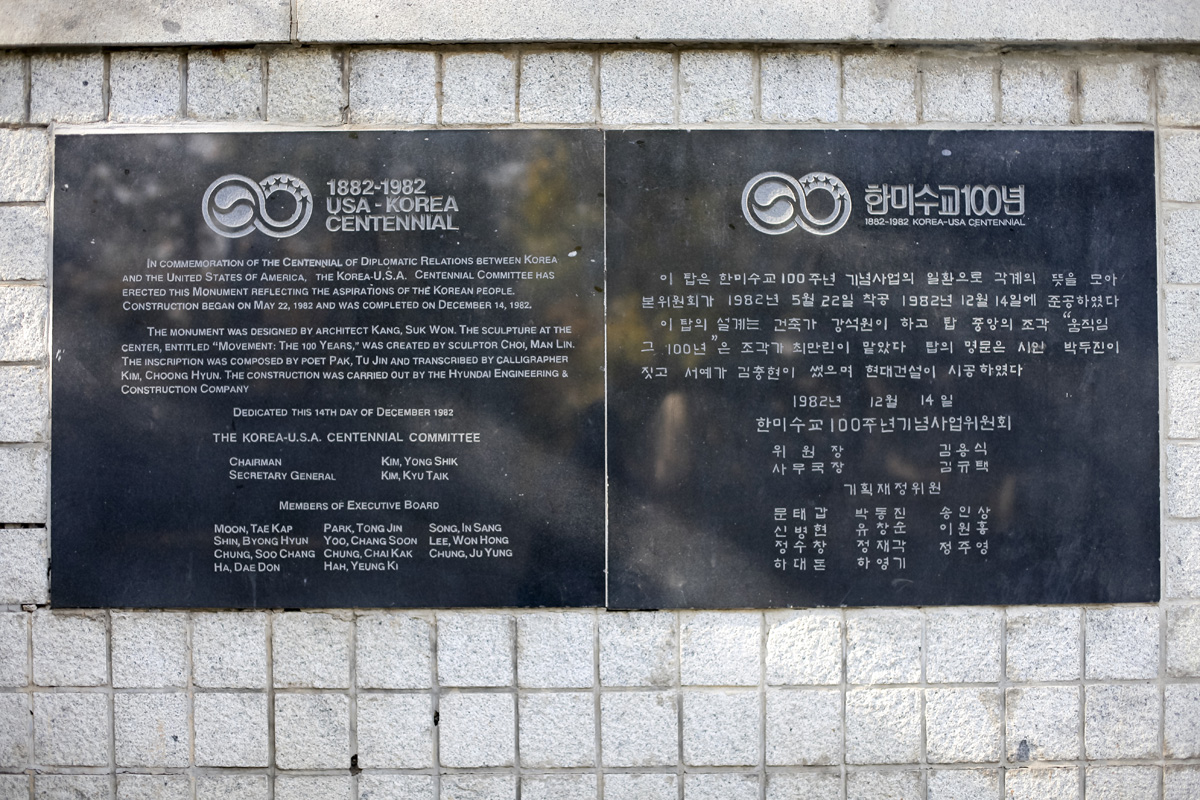 1882-1982
USA - KOREA
CENTENNIAL
IN COMMEMORATION OF THE CENTENNIAL OF DIPLOMATIC RELATIONS BETWEEN KOREA
AND THE UNITED STATES OF AMERICA, THE KOREA-U.S.A. CENTENNIAL COMMITTEE HAS
ERECTED THIS MONUMENT REFLECTING THE ASPIRATIONS OF THE KOREAN PEOPLE.
CONSTRUCTION BEGAN ON MAY 22, 1982 AND WAS COMPLETED ON DECEMBER 14, 1982.
THE MONUMENT WAS DESIGNED BY ARCHITECT KANG, SUK WON. THE SCULPTURE AT THE
CENTER, ENTITLED "MOVEMENT: THE 100 YEARS," WAS CREATED BY SCULPTOR CHOI, MAN LIN.
THE INSCRIPTION WAS COMPOSED BY POET PAK, TU JIN AND TRANSCRIBED BY CALLIGRAPHER
KIM, CHOONG HYUN. THE CONSTRUCTION WAS CARRIED OUT BY THE HYUNDAI ENGINEERING &
CONSTRUCTION COMPANY
DEDICATED THIS 14TH DAY OF DECEMBER 1982
THE KOREA-U.S.A. CENTENNIAL COMMITTEE
CHAIRMAN KIM, YONG SHIK
SECRETARY GENERAL KIM, KYU TAIK
MEMBERS OF EXECUTIVE BOARD
MOON, TAE KAP PARK, TONG JIN SONG, IN SANG
SHIN, BYONG HYUN YOO, CHANG SOON LEE, WON HONG
CHUNG, SOO CHANG CHUNG, CHAI KAK CHUNG, JU YUNG
HA, DAE DON HAH, YEUNG KI
한미수교100년
1882-1982 KOREA-USA CENTENNIAL
이 탑은 한미수교100주년 기념사업의 일환으로 각계의 뜻을 모아
본위원회가 1982년 5월 22일 착공 1982년 12월 14일에 준공하였다
이 탑의 설계는 건축가 강석원이 하고 탑 중앙의 조각 "움직임
그 100년"은 조각가 최만린이 맡았다 탑의 명문은 시인 박두진이
짓고 서예가 김충현이 썼으며 현대건설이 시공하였다
1982년 12월 14일
한미수교100주년기념사업위원회
위원장 김용식
사무국장 김규택
기획재정위원
문태갑 박동진 송인상
신병현 유창순 이원홍
정수창 정재각 정주영
하대돈 하영기